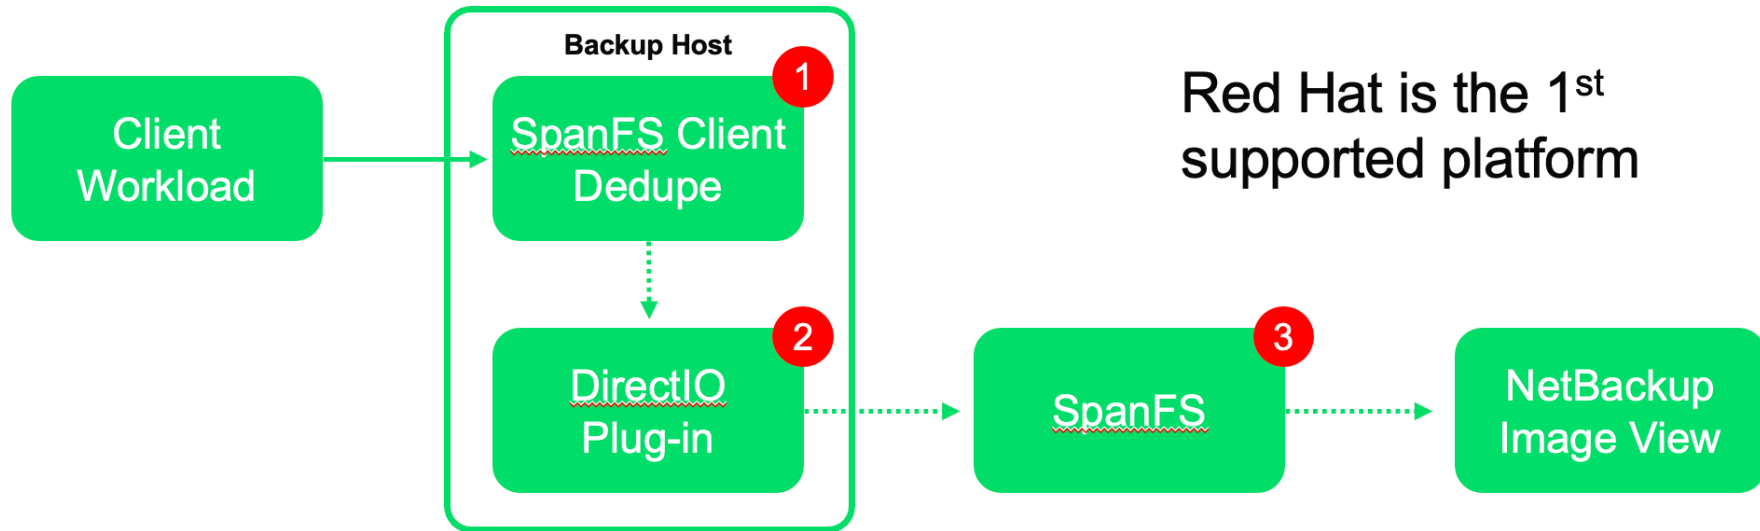 Backup Host
1
Client
Workload
SpanFS Client
Dedupe
Red Hat is the 1st
supported platform
2
DirectIO
Plug-in
3
SpanFS
NetBackup
Image View